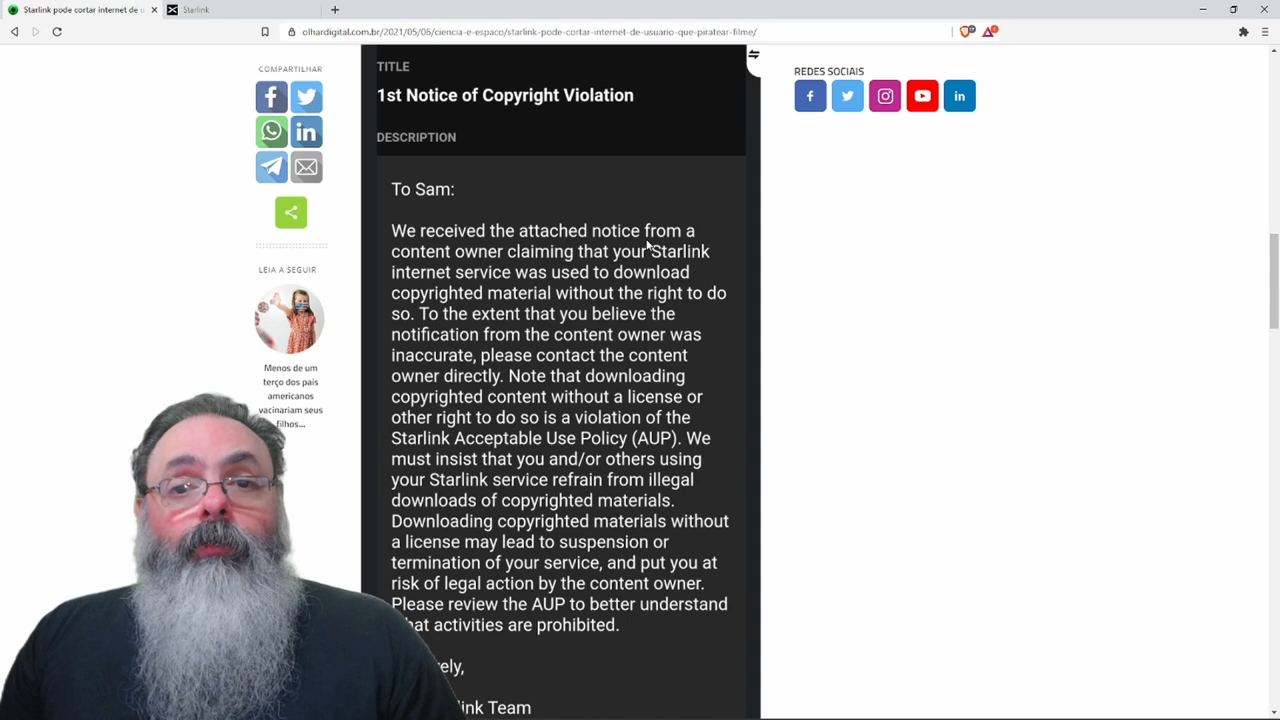 Starlink pode cortar internet de u
Starlink
olhardigital.com.br/2021/05/06/ciencia-e-espaco/starlink-pode-cortar-internet-de-usuario-que-piratear-filme/
COMPARTILHAR
LEIA A SEGUIR
Menos de um
terço dos pais
americanos
vacinariam seus
filhos...
TITLE
1st Notice of Copyright Violation
DESCRIPTION
To Sam:
We received the attached notice from a
content owner claiming that your Starlink
internet service was used to download
copyrighted material without the right to do
so. To the extent that you believe the
notification from the content owner was
inaccurate, please contact the content
owner directly. Note that downloading
copyrighted content without a license or
other right to do so is a violation of the
Starlink Acceptable Use Policy (AUP). We
must insist that you and/or others using
your Starlink service refrain from illegal
downloads of copyrighted materials.
Downloading copyrighted materials without
a license may lead to suspension or
termination of your service, and put you at
risk of legal action by the content owner.
Please review the AUP to better understand
hat activities are prohibited.
ely,
ink Team
REDES SOCIAIS